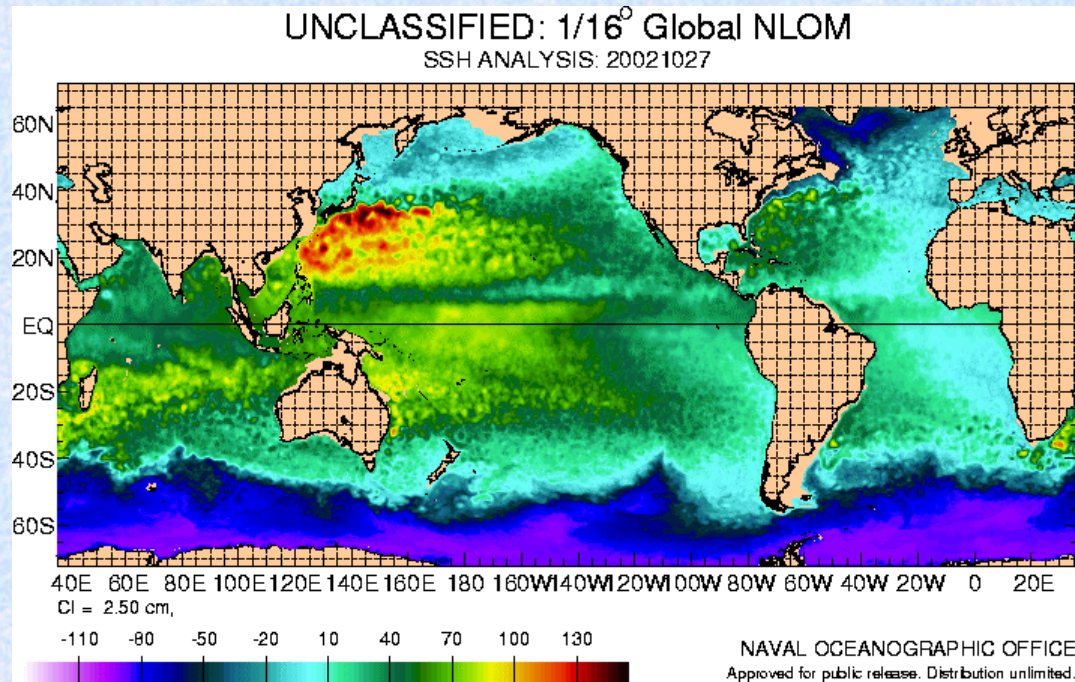 UNCLASSIFIED: 1/16° Global NLOM
SSH ANALYSIS: 20021027
60N
40N
20N
EQ
20S
40S
60S
40E 60E 80E 100E 120E 140E 160E 180 160W 140W 120W 100W 80W 60W 40W 20W 0 20E
CI = 2.50 cm,
-110 -90 -50 -20 10 40 70 100 130
NAVAL OCEANOGRAPHIC OFFICE
Approved for public release. Distribution unlimited.